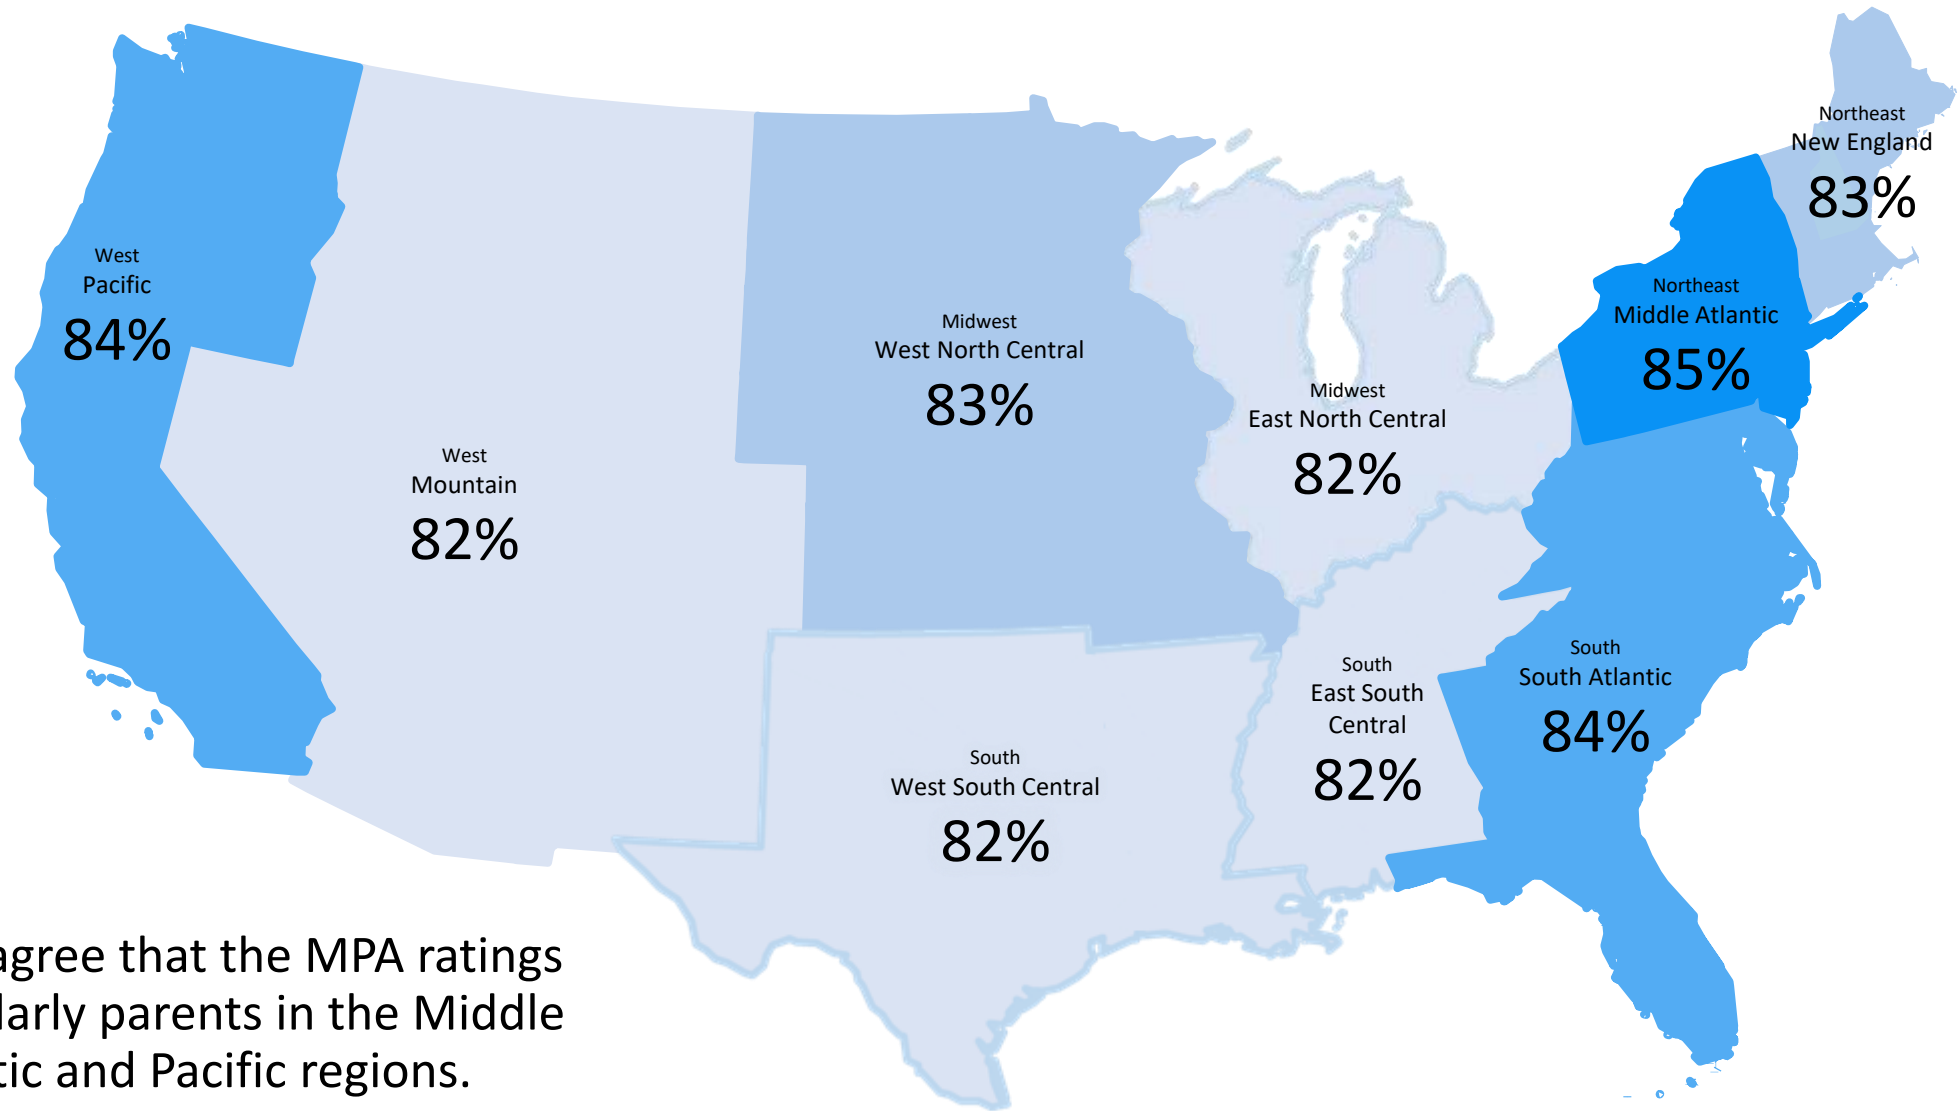 Northeast
New England
83%
West
Pacific
84%
Northeast
Middle Atlantic
85%
Midwest
West North Central
83%
Midwest
East North Central
82%
West
Mountain
82%
South
South Atlantic
84%
South
East South
Central
82%
South
West South Central
82%
agree that the MPA ratings
parents in the Middle
and Pacific regions.